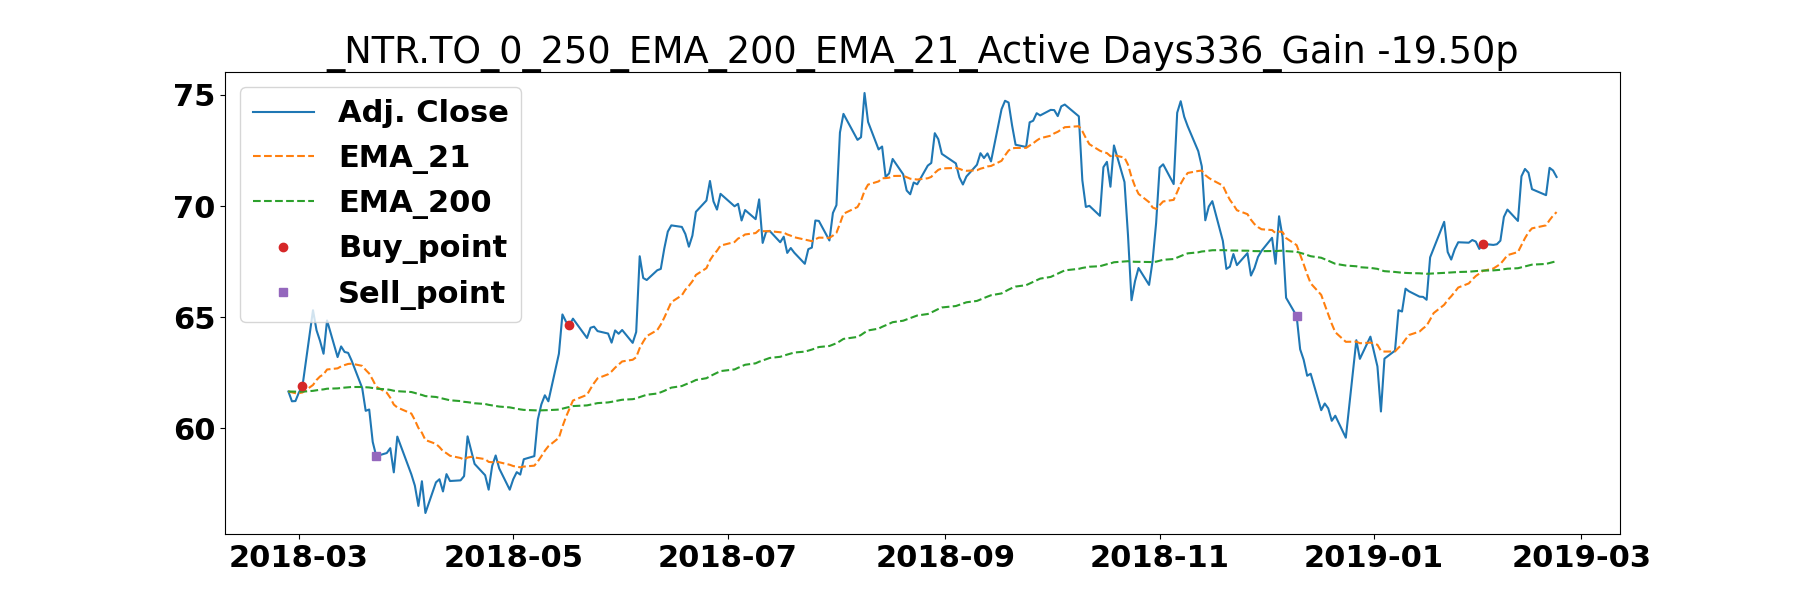 _NTR.TO_0_250_EMA_200_EMA_21_Active Days336_Gain -19.50p
75
70
65
60
Adj. Close
EMA_21
EMA_200
Buy_point
Sell_point
2018-03 2018-05 2018-07 2018-09 2018-11 2019-01 2019-03